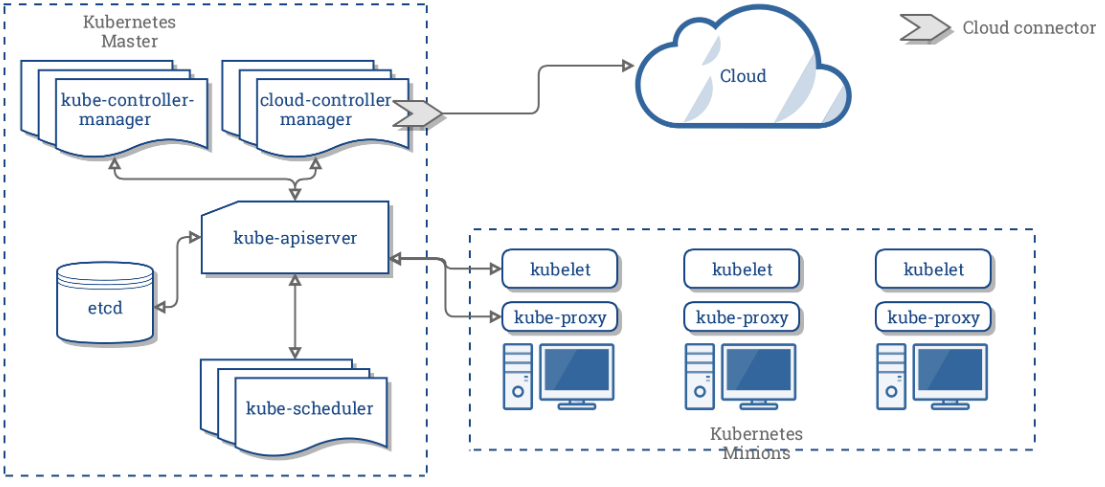 Kubernetes
Master
kube-controller-
manager
cloud-controller
manager
Cloud
Cloud connector
kube-apiserver
etcd
kube-scheduler
kubelet
kubelet
kubelet
kube-proxy
kube-proxy
kube-proxy
Kubernetes
Minions